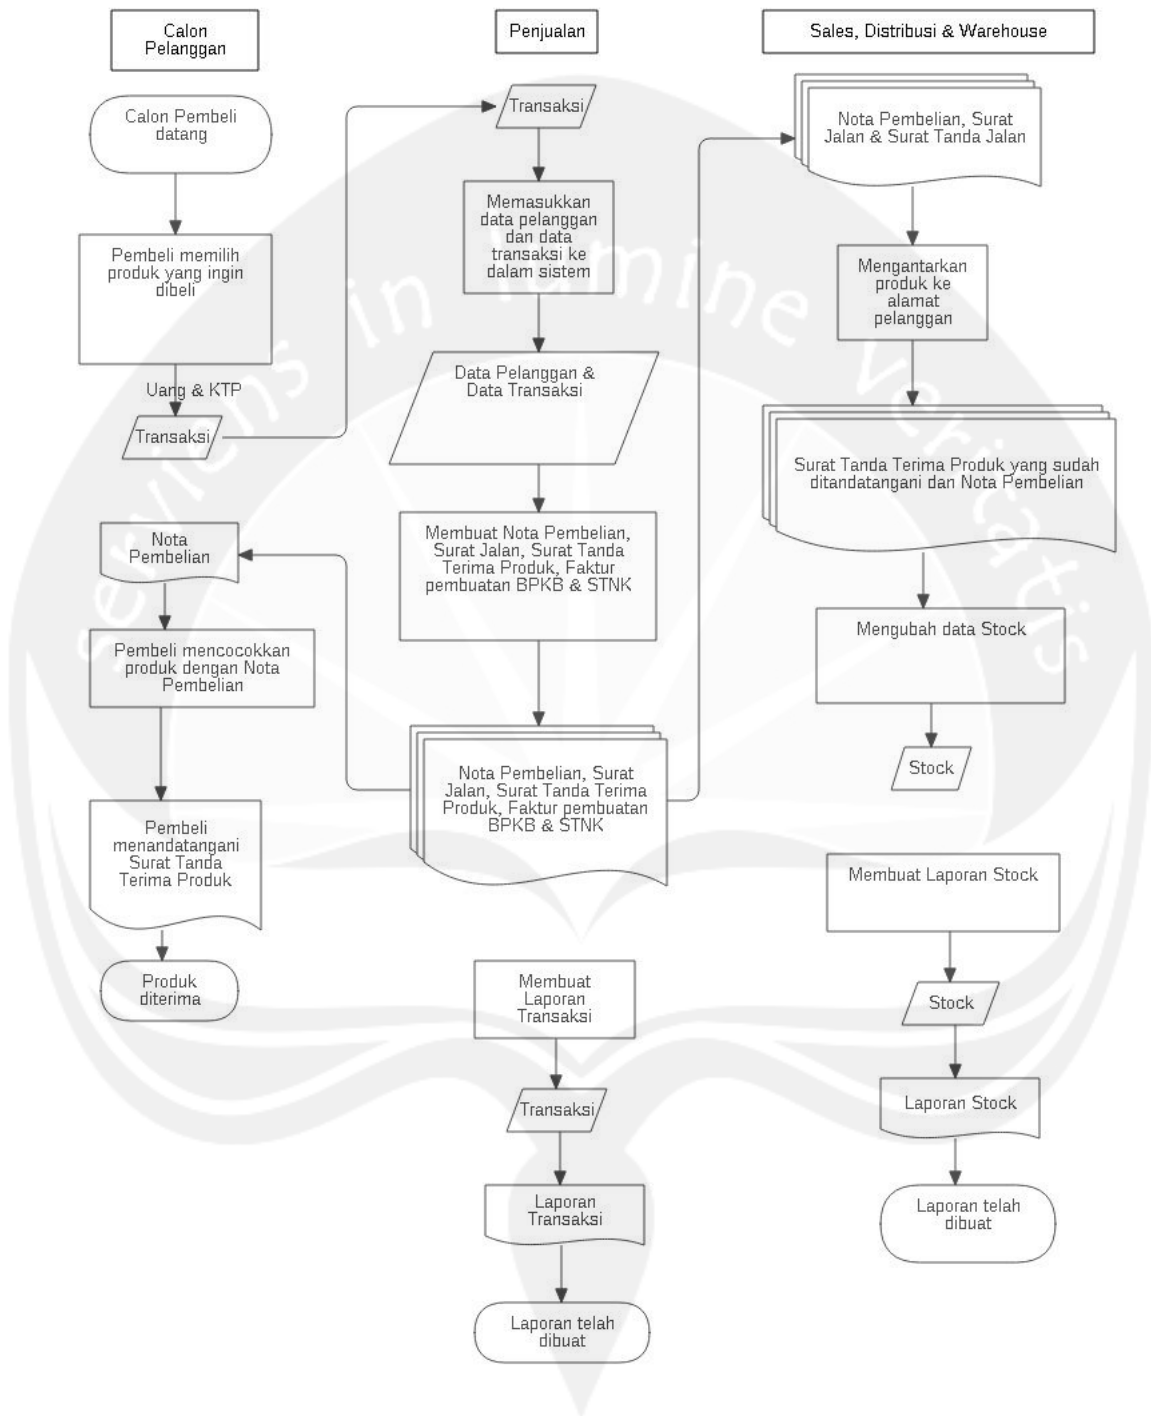 Calon
Pelanggan
Penjualan
Sales, Distribusi & Warehouse
Calon Pembeli
datang
Pembeli memilih
produk yang ingin
dibeli
Uang & KTP
Transaksi
Nota
Pembelian
Pembeli mencocokkan
produk dengan Nota
Pembelian
Pembeli
menandatangani
Surat Tanda
Terima Produk
Produk
diterima
Transaksi
Memasukkan
data pelanggan
dan data
transaksi ke
dalam sistem
Data Pelanggan &
Data Transaksi
Membuat Nota Pembelian,
Surat Jalan, Surat Tanda
Terima Produk, Faktur
pembuatan BPKB & STNK
Nota Pembelian, Surat
Jalan, Surat Tanda Terima
Produk, Faktur pembuatan
BPKB & STNK
Membuat
Laporan
Transaksi
Transaksi
Laporan
Transaksi
Laporan telah
dibuat
Nota Pembelian, Surat
Jalan & Surat Tanda Jalan
Mengantarkan
produk ke
alamat
pelanggan
Surat Tanda Terima Produk yang sudah
ditandatangani dan Nota Pembelian
Mengubah data Stock
Stock
Membuat Laporan Stock
Stock
Laporan Stock
Laporan telah
dibuat
serviens in lumine veritatis